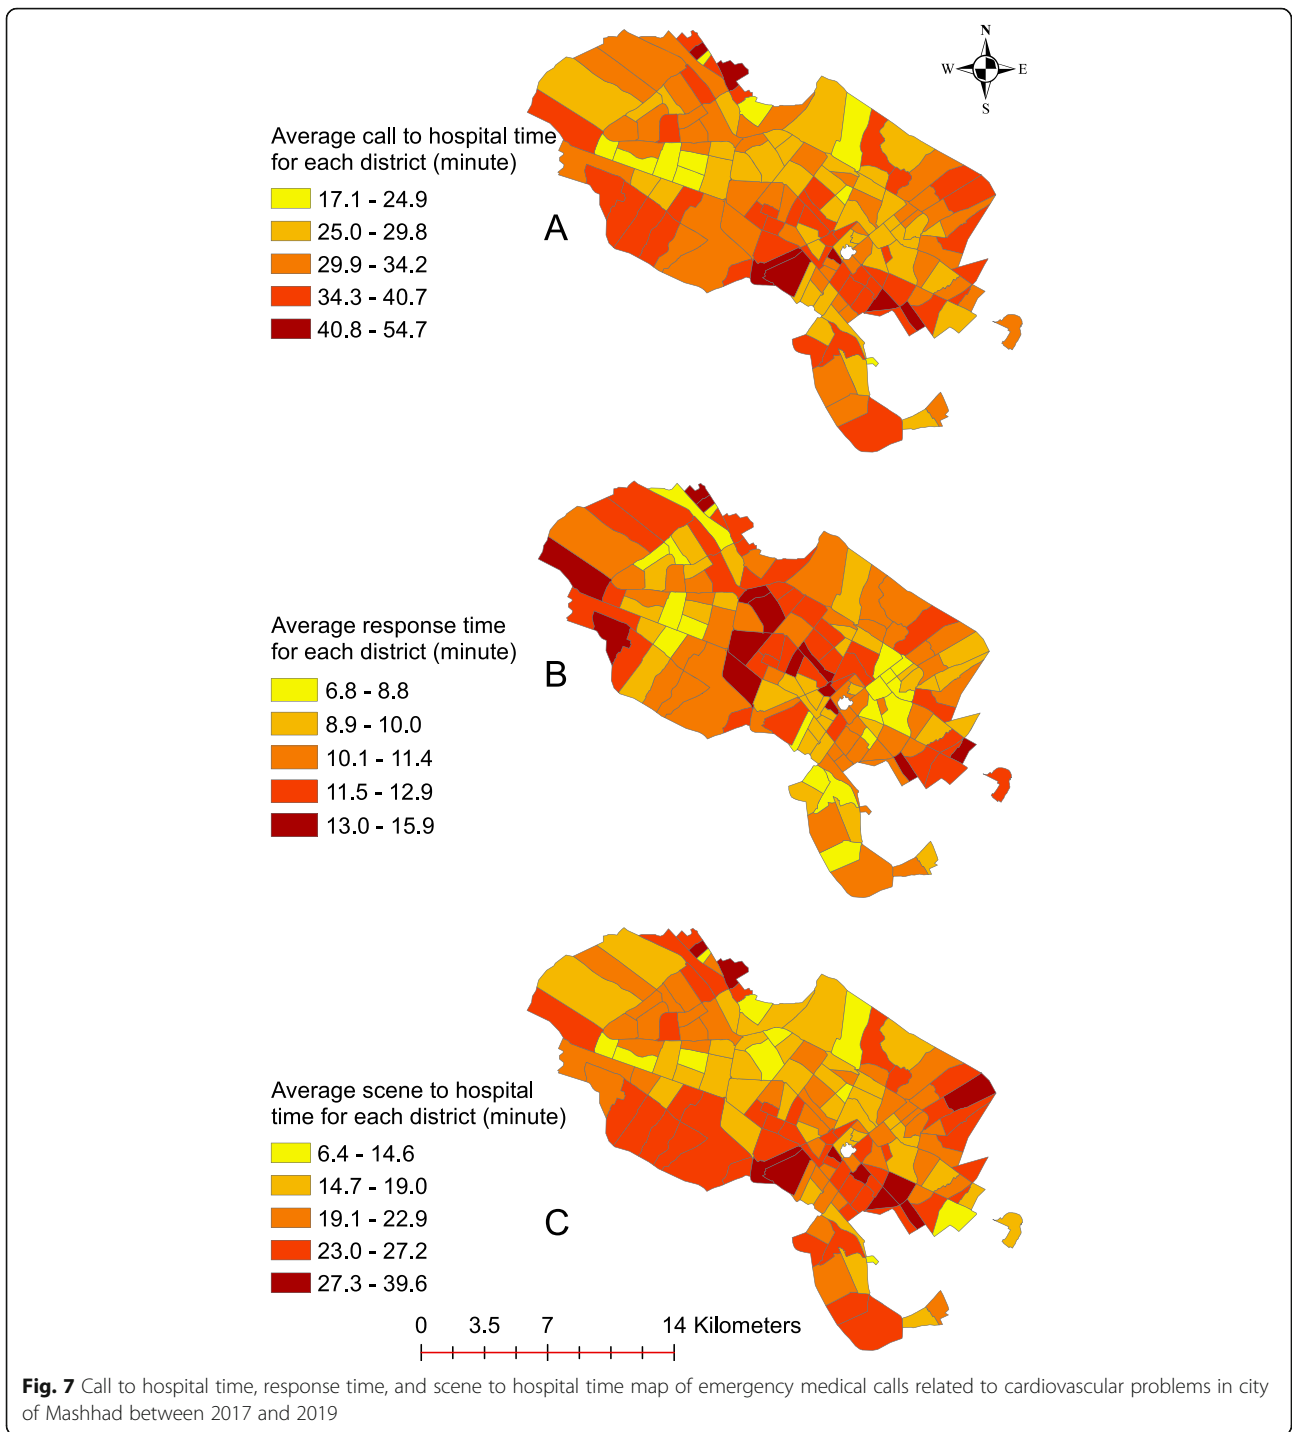 N
W E
S
Average call to hospital time
for each district (minute)
17.1 - 24.9
25.0 - 29.8
29.9 - 34.2
34.3 - 40.7
40.8 - 54.7
A
Average response time
for each district (minute)
6.8 - 8.8
8.9 - 10.0
10.1 - 11.4
11.5 - 12.9
13.0 - 15.9
B
Average scene to hospital
time for each district (minute)
6.4 - 14.6
14.7 - 19.0
19.1 - 22.9
23.0 - 27.2
27.3 - 39.6
C
0 3.5 7 14 Kilometers
Fig. 7 Call to hospital time, response time, and scene to hospital time map of emergency medical calls related to cardiovascular problems in city
of Mashhad between 2017 and 2019